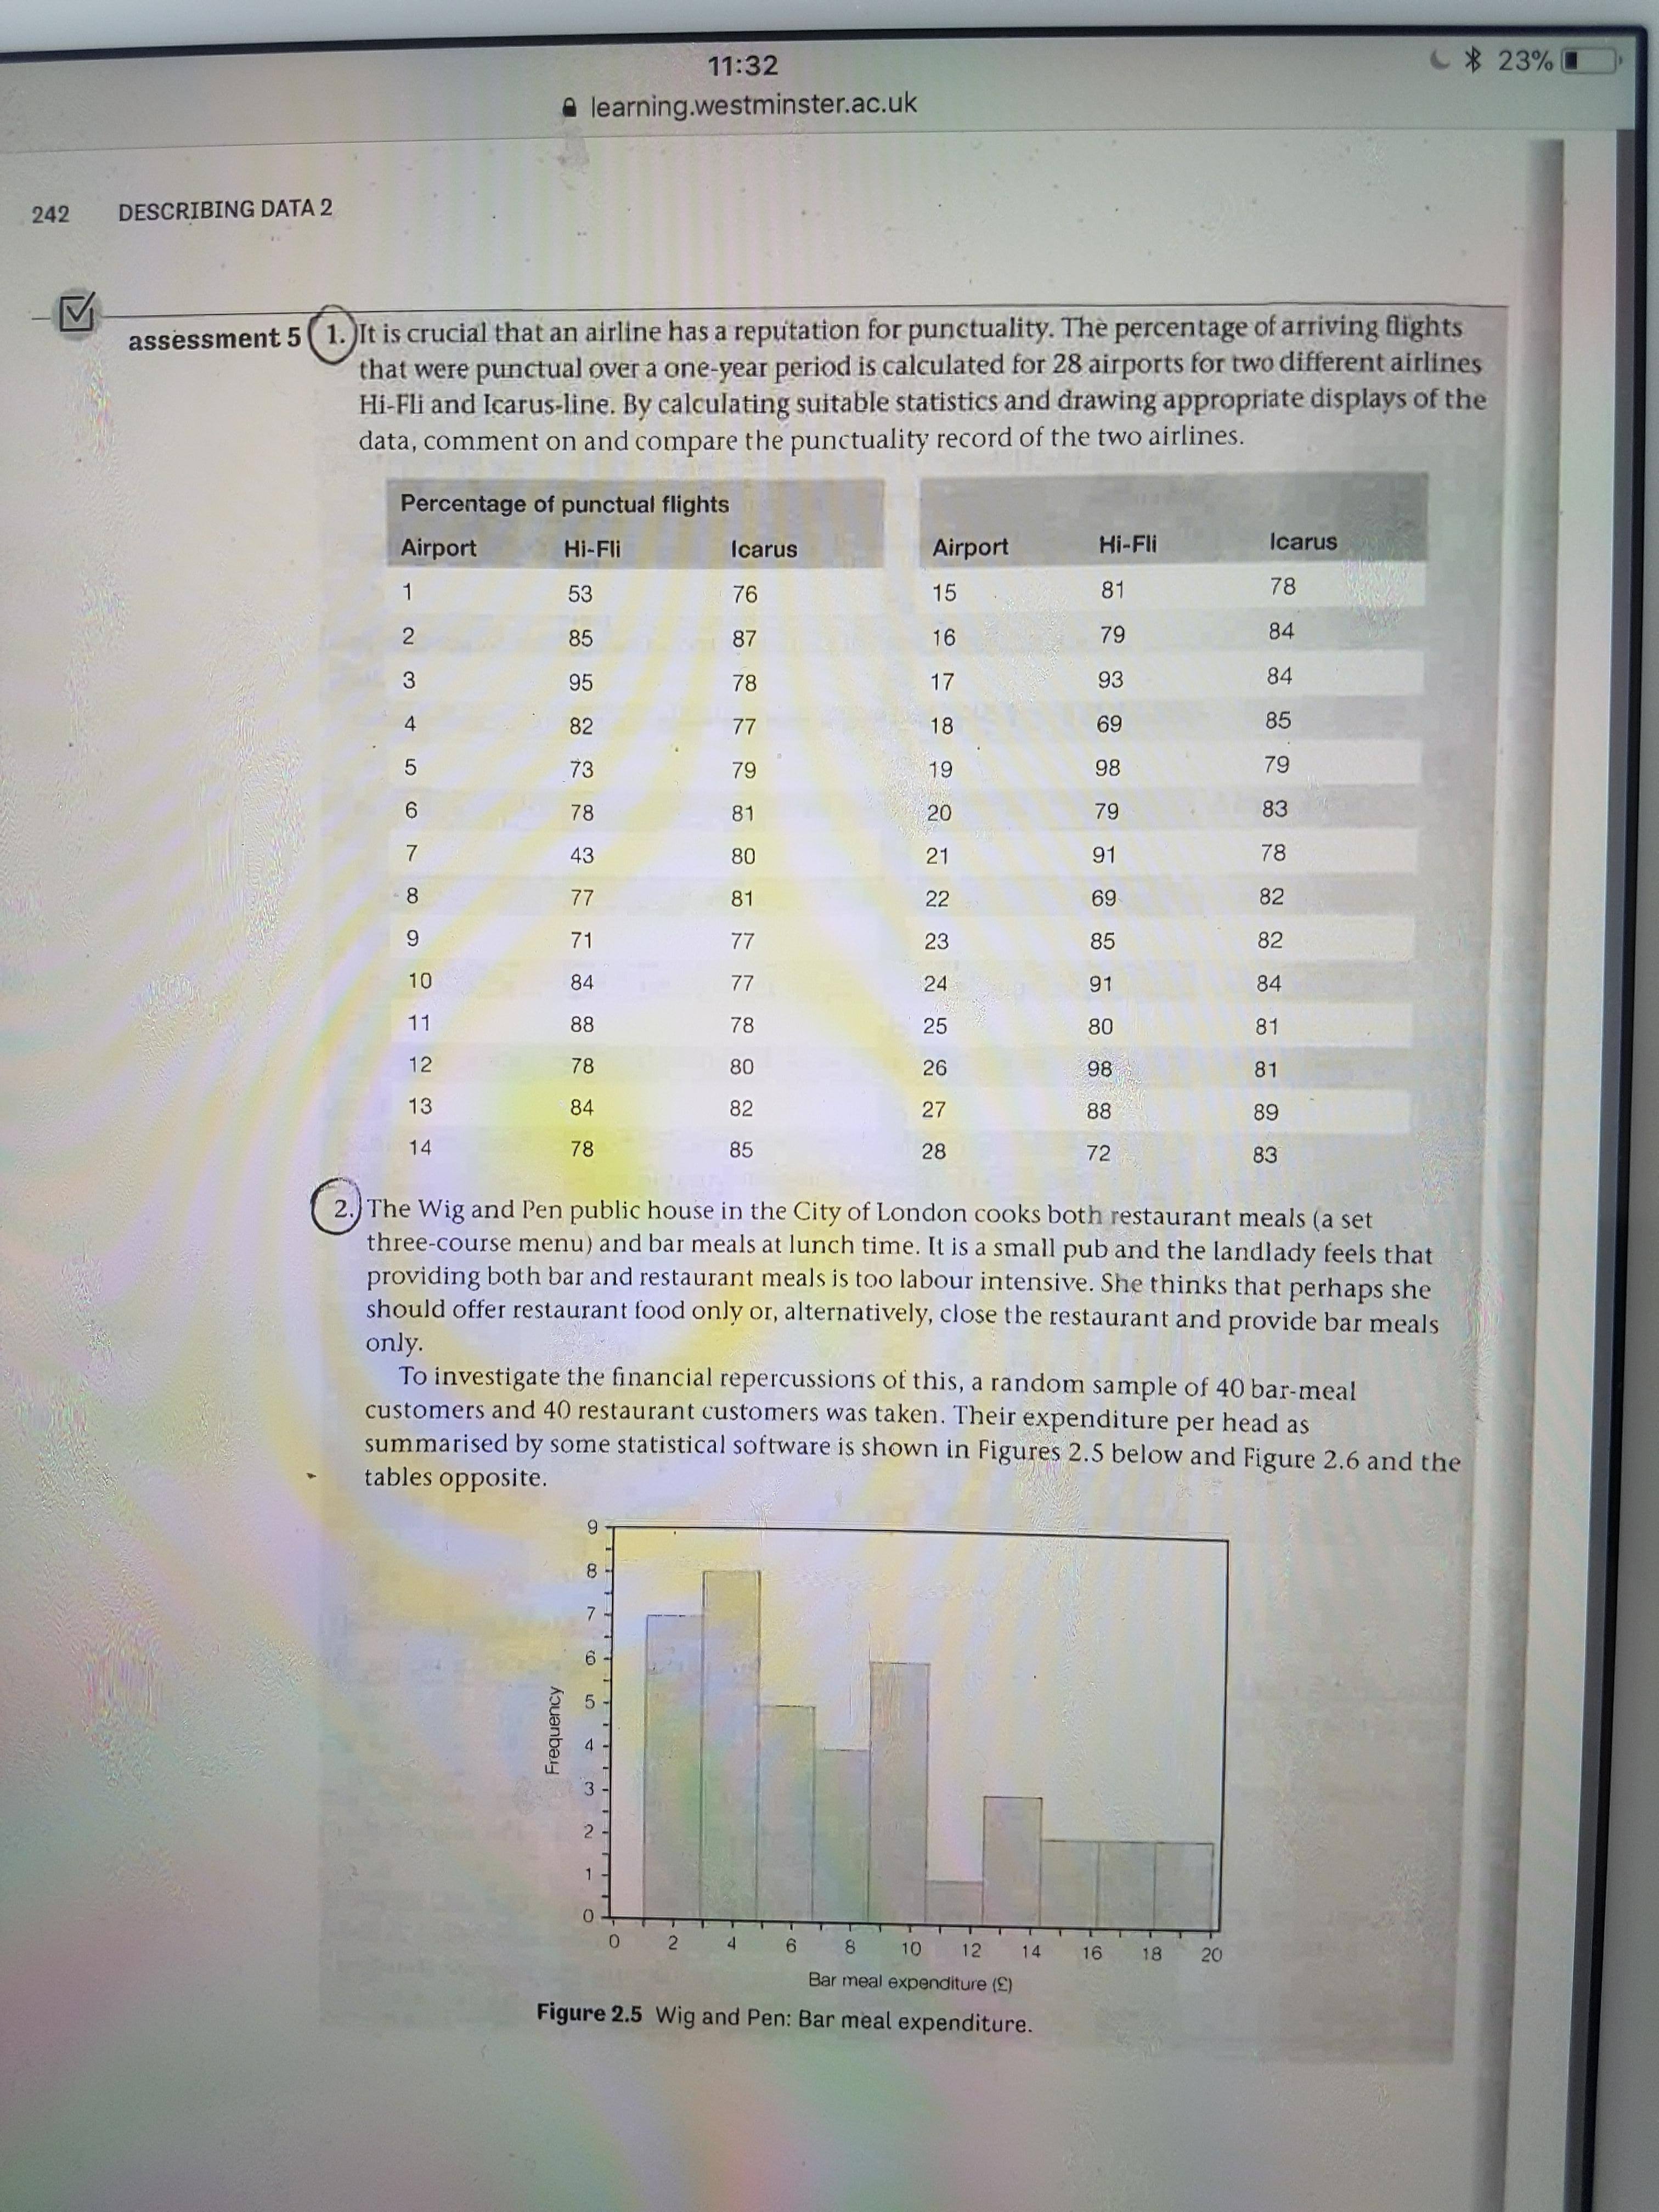 11:32
23%
learning.westminster.ac.uk
242 DESCRIBING DATA 2
assessment 5 1. It is crucial that an airline has a reputation for punctuality. The percentage of arriving flights
that were punctual over a one-year period is calculated for 28 airports for two different airlines
Hi-Fli and Icarus-line. By calculating suitable statistics and drawing appropriate displays of the
data, comment on and compare the punctuality record of the two airlines.
Percentage of punctual flights
Airport Hi-Fli Icarus Airport Hi-Fli Icarus
1 53 76 15 81 78
2 85 87 16 79 84
3 95 78 17 93 84
4 82 77 18 69 85
5 73 79 19 98 79
6 78 81 20 79 83
7 43 80 21 91 78
8 77 81 22 69 82
9 71 77 23 85 82
10 84 77 24 91 84
11 88 78 25 80 81
12 78 80 26 98 81
13 84 82 27 88 89
14 78 85 28 72 83
2. The Wig and Pen public house in the City of London cooks both restaurant meals (a set
three-course menu) and bar meals at lunch time. It is a small pub and the landlady feels that
providing both bar and restaurant meals is too labour intensive. She thinks that perhaps she
should offer restaurant food only or, alternatively, close the restaurant and provide bar meals
only.
To investigate the financial repercussions of this, a random sample of 40 bar-meal
customers and 40 restaurant customers was taken. Their expenditure per head as
summarised by some statistical software is shown in Figures 2.5 below and Figure 2.6 and the
tables opposite.
9
8
7
6
5
4
3
2
1
0
Frequency
0 2 4 6 8 10 12 14 16 18 20
Bar meal expenditure (£)
Figure 2.5 Wig and Pen: Bar meal expenditure.